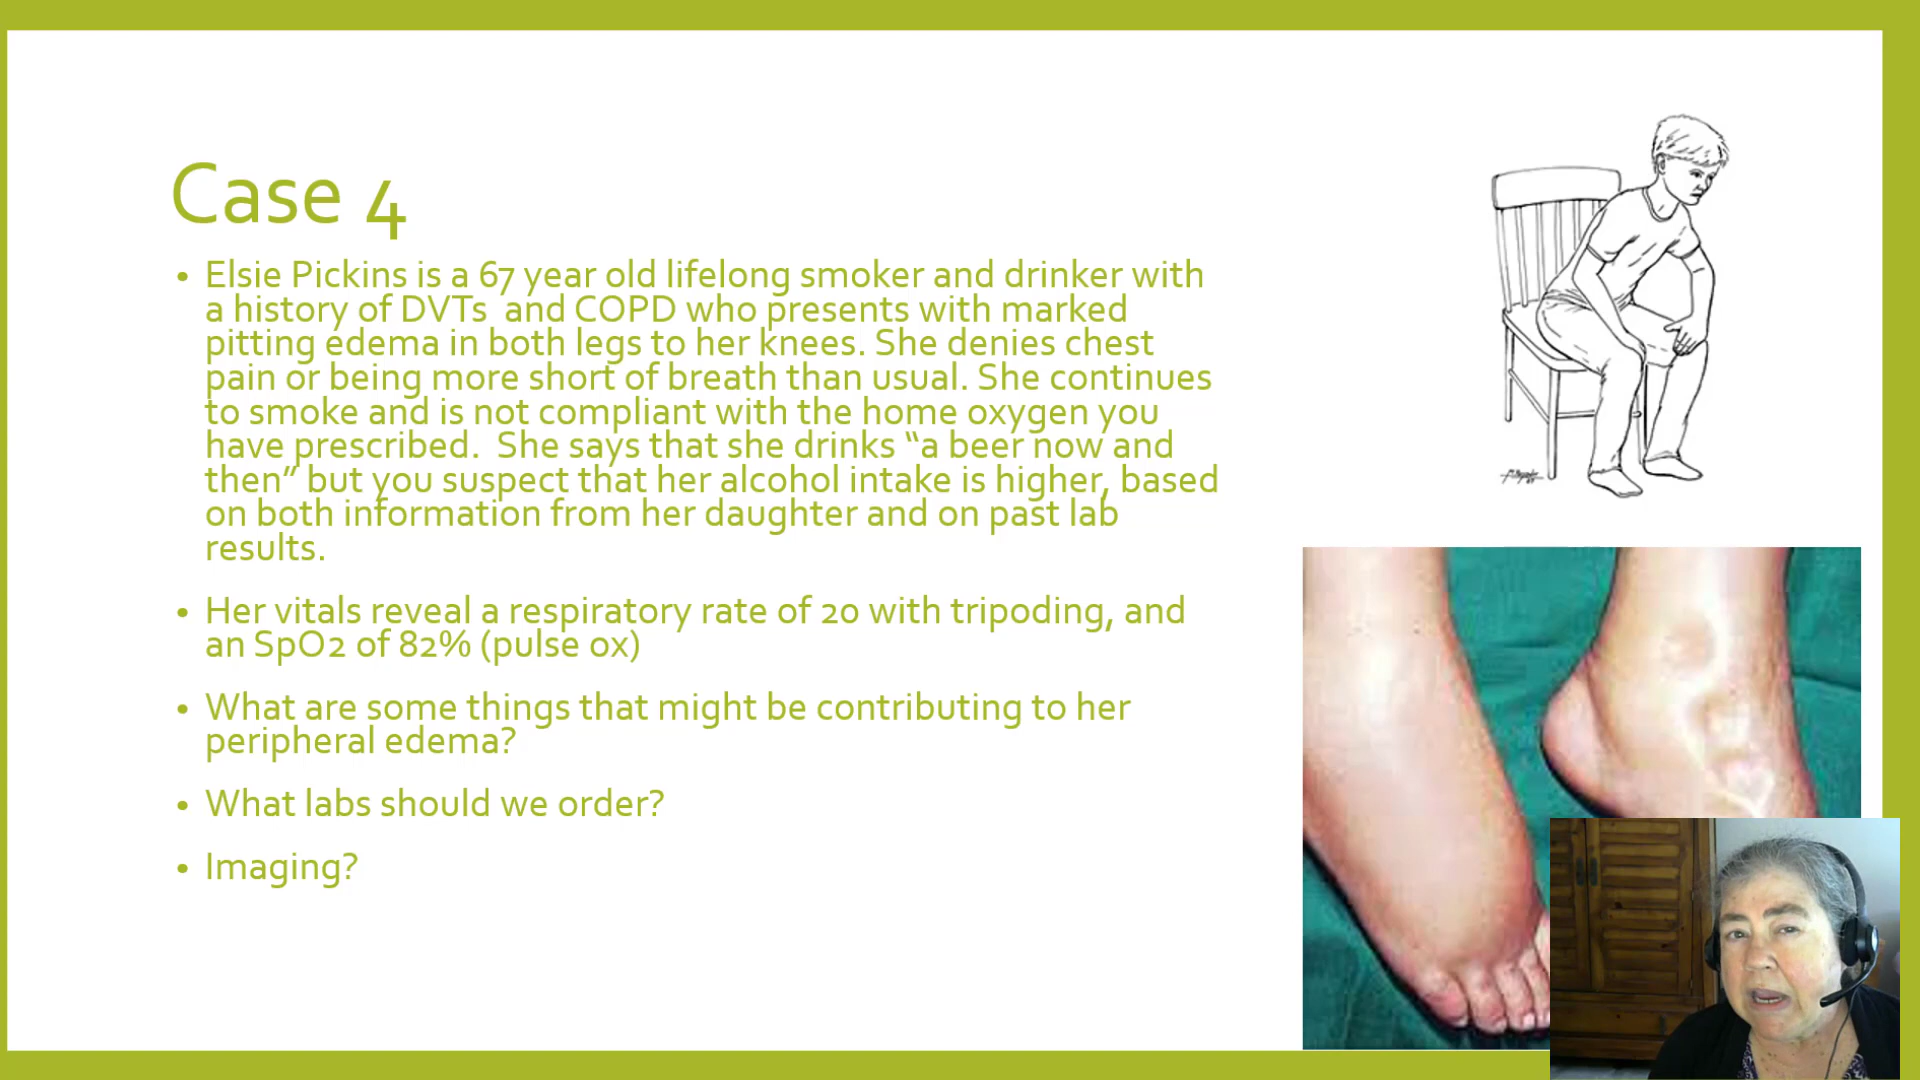 Case 4
• Elsie Pickins is a 67 year old lifelong smoker and drinker with
a history of DVTs and COPD who presents with marked
pitting edema in both legs to her knees. She denies chest
pain or being more short of breath than usual. She continues
to smoke and is not compliant with the home oxygen you
have prescribed. She says that she drinks “a beer now and
then” but you suspect that her alcohol intake is higher, based
on both information from her daughter and on past lab
results.
• Her vitals reveal a respiratory rate of 20 with tripoding, and
an SpO2 of 82% (pulse ox)
• What are some things that might be contributing to her
peripheral edema?
• What labs should we order?
• Imaging?